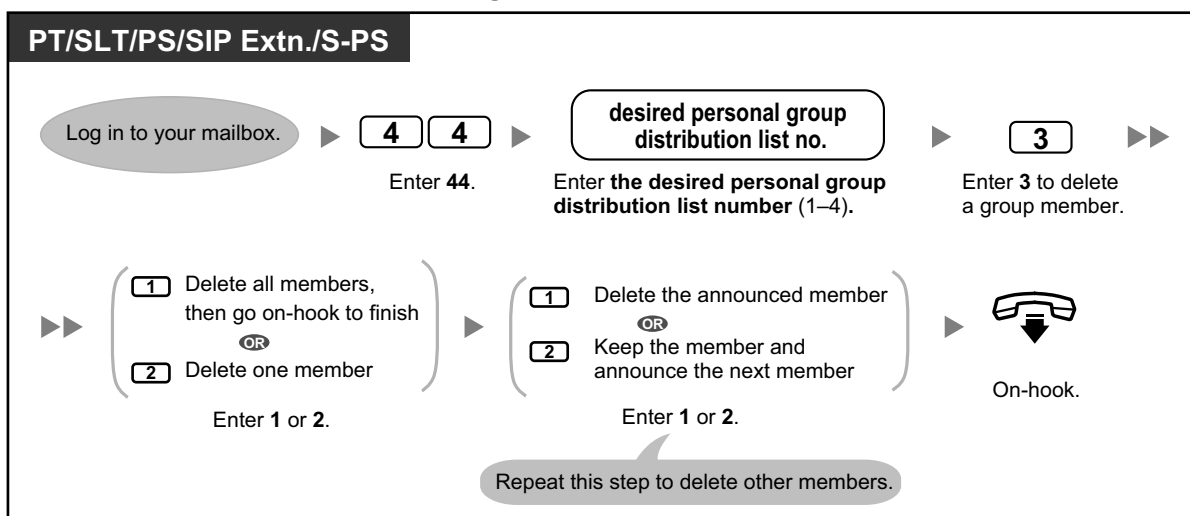 PT/SLT/PS/SIP Extn./S-PS
Log in to your mailbox.
4 4
Enter 44.
desired personal group
distribution list no.
Enter the desired personal group
distribution list number (1–4).
3
Enter 3 to delete
a group member.
1 Delete all members,
then go on-hook to finish
OR
2 Delete one member
Enter 1 or 2.
1 Delete the announced member
OR
2 Keep the member and
announce the next member
Enter 1 or 2.
Repeat this step to delete other members.
On-hook.